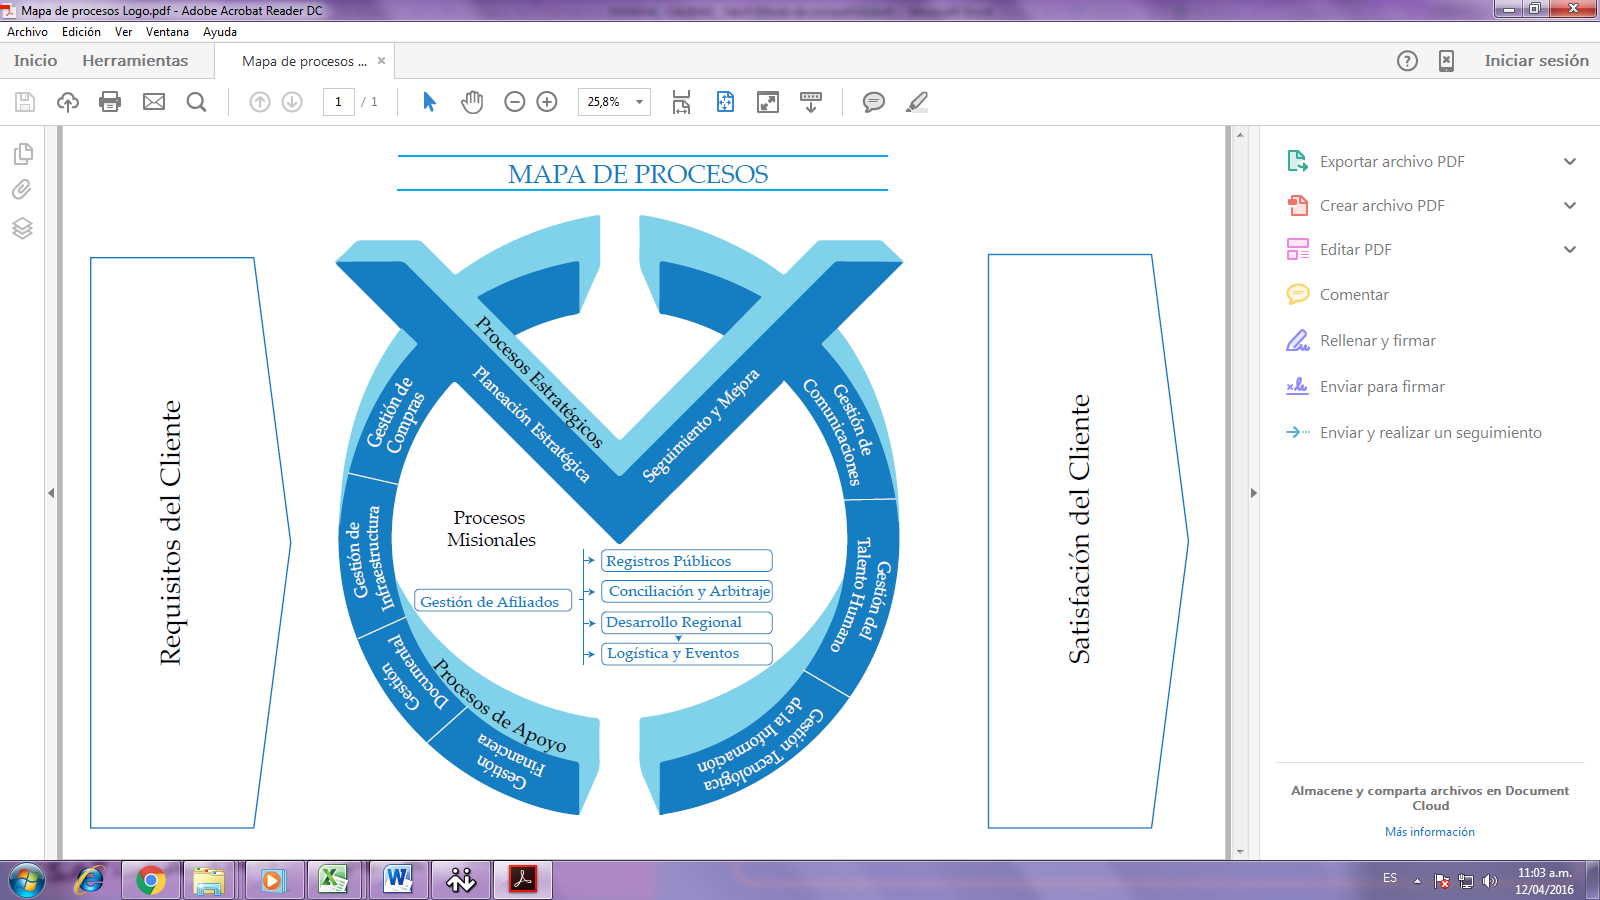 Mapa de procesos Logo.pdf - Adobe Acrobat Reader DC
Archivo Edición Ver Ventana Ayuda
Inicio Herramientas Mapa de procesos ... × Iniciar sesión
1 / 1 25,8%
MAPA DE PROCESOS
Requisitos del Cliente
Procesos Estratégicos
Planeación Estratégica
Seguimiento y Mejora
Gestión de
Compras
Gestión de
Infraestructura
Gestión
Documental
Gestión
Financiera
Procesos de Apoyo
Gestión de
Comunicaciones
Gestión del
Talento Humano
Gestión Tecnológica
de la Información
Procesos
Misionales
Gestión de Afiliados
Registros Públicos
Conciliación y Arbitraje
Desarrollo Regional
Logística y Eventos
Satisfación del Cliente
Exportar archivo PDF
Crear archivo PDF
Editar PDF
Comentar
Rellenar y firmar
Enviar para firmar
Enviar y realizar un seguimiento
Almacene y comparta archivos en Document
Cloud
Más información
ES
11:03 a.m.
12/04/2016